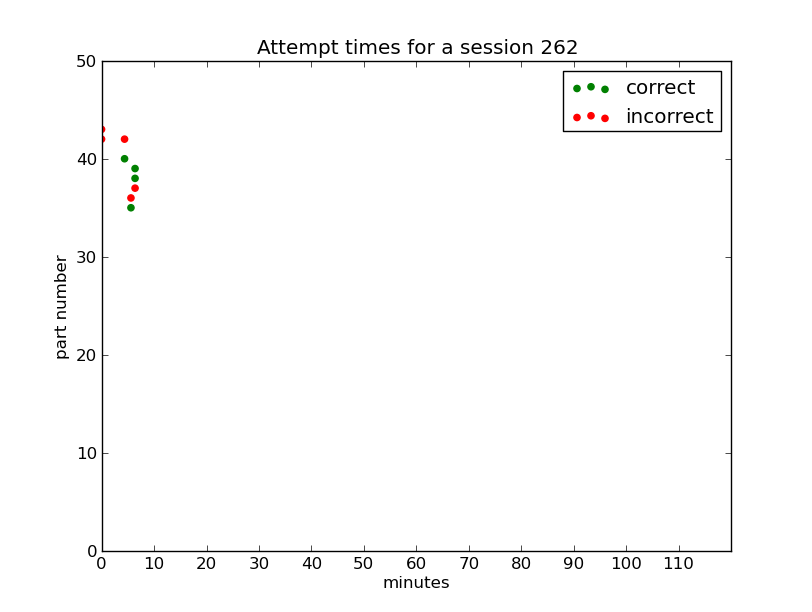 Attempt times for a session 262
correct
incorrect
50
40
30
20
10
0
part number
0 10 20 30 40 50 60 70 80 90 100 110
minutes